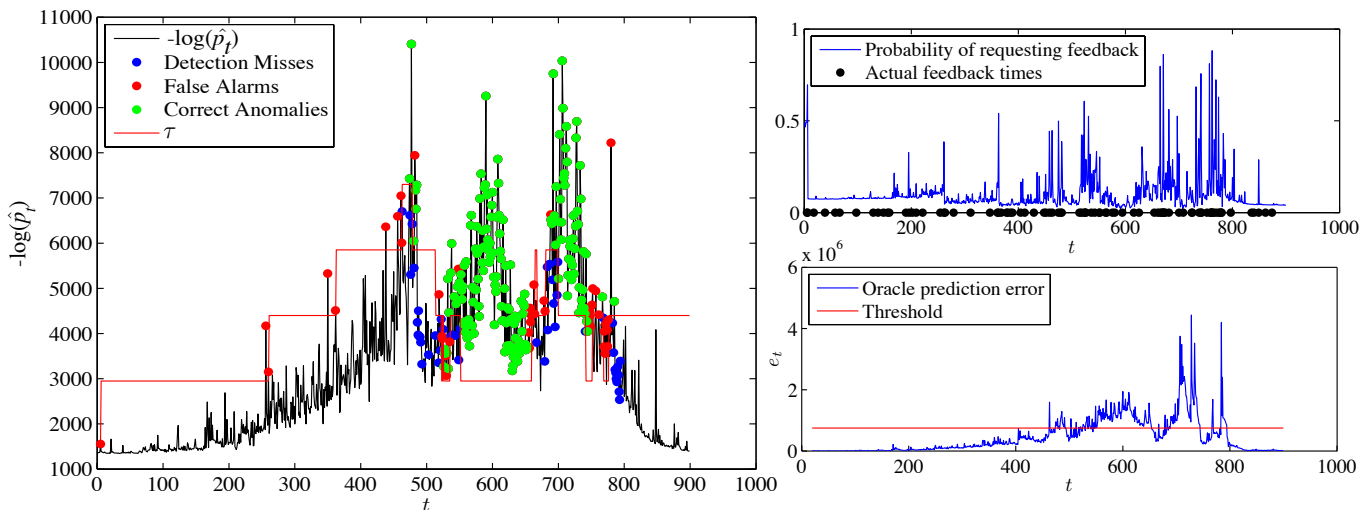 11000
10000
9000
8000
7000
6000
5000
4000
3000
2000
1000
-log(p̂_t)
-log(p̂_t)
Detection Misses
False Alarms
Correct Anomalies
τ
0 100 200 300 400 500 600 700 800 900 1000
t
1
0.5
0
Probability of requesting feedback
Actual feedback times
0 200 400 600 800 1000
t
x 10^6
6
4
2
0
e_t
Oracle prediction error
Threshold
200 400 600 800 1000
t